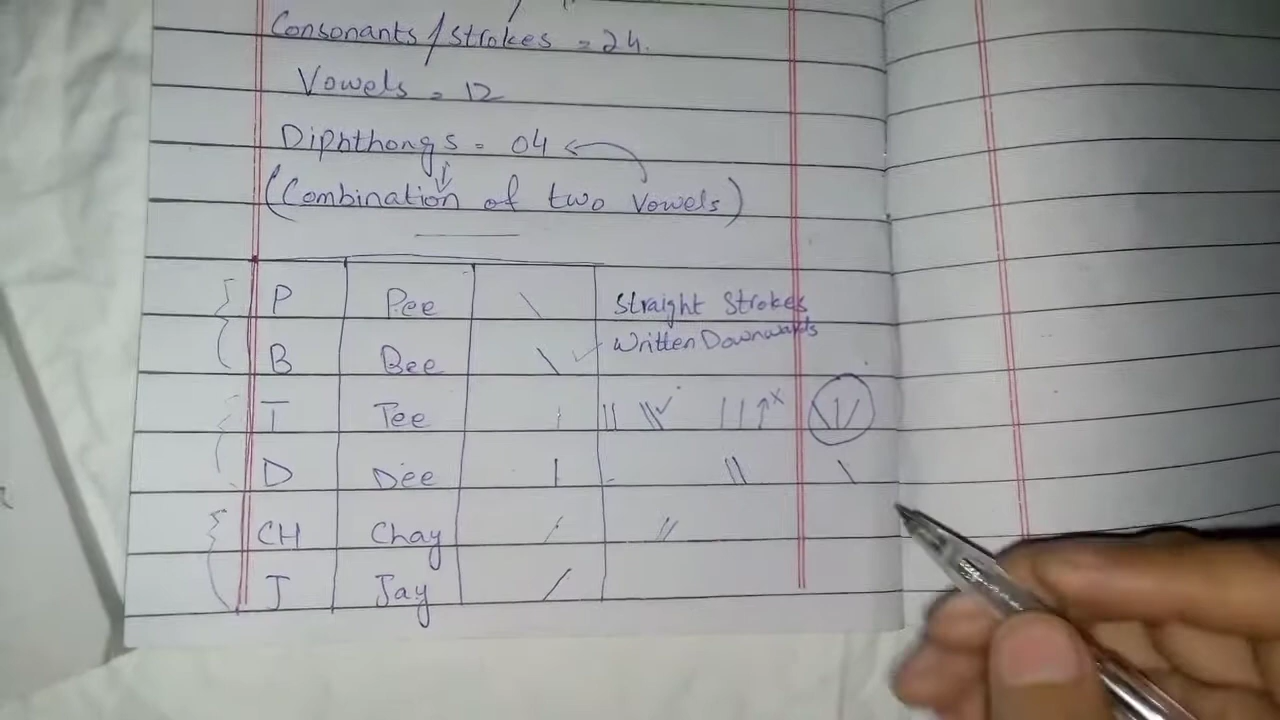 Consonants/strokes = 24.
Vowels = 12
Diphthongs = 04
(Combination of two Vowels)
P Pee \ Straight Strokes
Written Downwards
B Bee \
T Tee |
D Dee |
CH Chay /
J Jay /